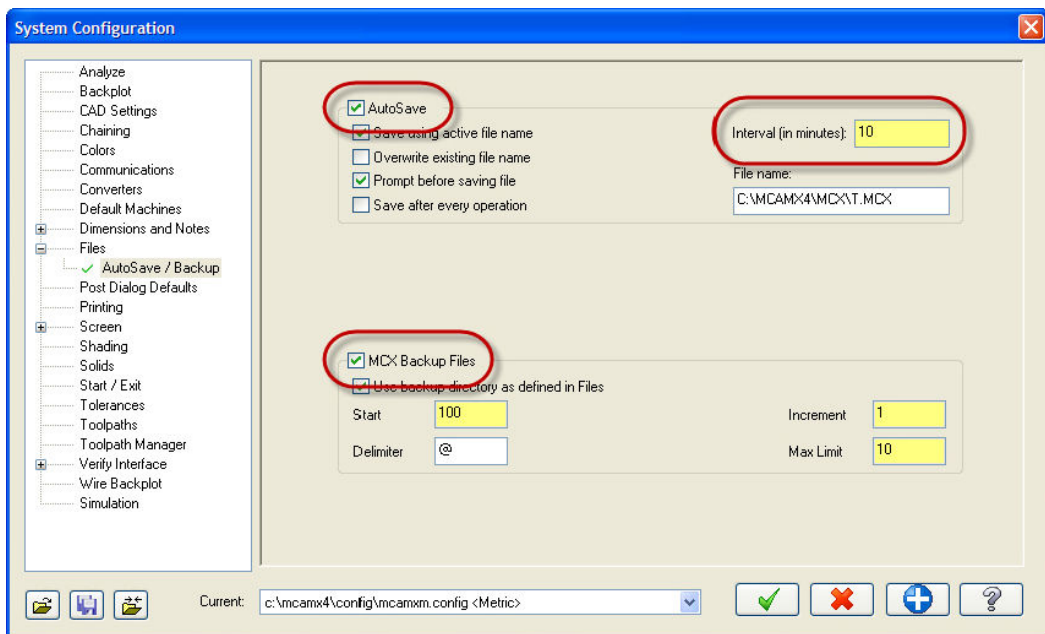 System Configuration
Analyze
Backplot
CAD Settings
Chaining
Colors
Communications
Converters
Default Machines
Dimensions and Notes
Files
AutoSave / Backup
Post Dialog Defaults
Printing
Screen
Shading
Solids
Start / Exit
Tolerances
Toolpaths
Toolpath Manager
Verify Interface
Wire Backplot
Simulation
AutoSave
Save using active file name
Overwrite existing file name
Prompt before saving file
Save after every operation
Interval (in minutes): 10
File name:
C:\MCAMX4\MCX\T.MCX
MCX Backup Files
Use backup directory as defined in Files
Start 100
Increment 1
Delimiter @
Max Limit 10
Current: c:\mcamx4\config\mcamxm.config <Metric>